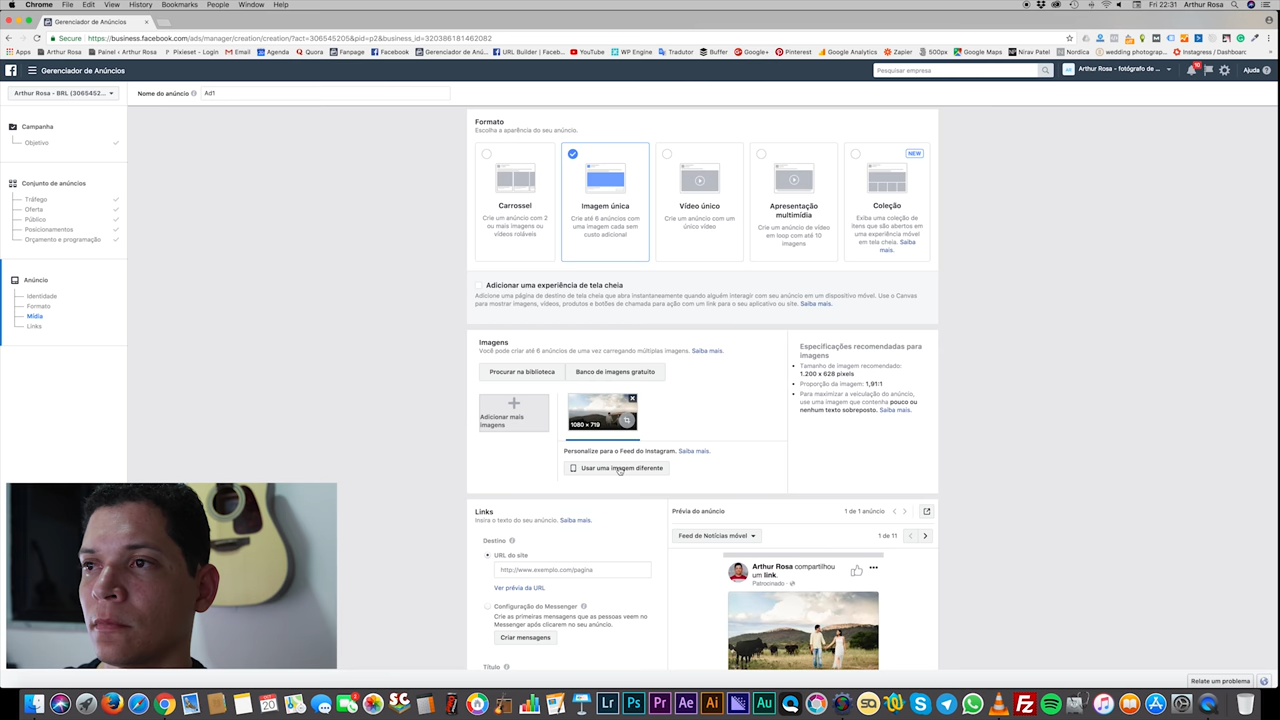 Chrome File Edit View History Bookmarks People Window Help
Fri 22:31 Arthur Rosa
Gerenciador de Anúncios
Arthur Rosa
Secure https://business.facebook.com/ads/manager/creation/creation/?act=306545205&pid=p2&business_id=320386181462082
Apps Arthur Rosa Painel ‹ Arthur Rosa Pixieset - Login Email Agenda Quora Fanpage Facebook Gerenciador de Anú... URL Builder | Faceb... YouTube WP Engine Tradutor Buffer Google+ Pinterest Google Analytics Zapier 500px Google Maps Nirav Patel Nordica wedding photograp... Instagress / Dashboard
Gerenciador de Anúncios
Pesquisar empresa
Arthur Rosa - fotógrafo de ...
10
Ajuda
Arthur Rosa - BRL (3065452...
Nome do anúncio Ad1
Campanha
Objetivo
Conjunto de anúncios
Tráfego
Oferta
Público
Posicionamentos
Orçamento e programação
Anúncio
Identidade
Formato
Mídia
Links
Formato
Escolha a aparência do seu anúncio.
Carrossel
Crie um anúncio com 2
ou mais imagens ou
vídeos roláveis
Imagem única
Crie até 6 anúncios com
uma imagem cada sem
custo adicional
Vídeo único
Crie um anúncio com um
único vídeo
Apresentação
multimídia
Crie um anúncio de vídeo
em loop com até 10
imagens
NEW
Coleção
Exiba uma coleção de
itens que são abertos em
uma experiência móvel
em tela cheia. Saiba
mais.
Adicionar uma experiência de tela cheia
Adicione uma página de destino de tela cheia que abra instantaneamente quando alguém interagir com seu anúncio em um dispositivo móvel. Use o Canvas
para mostrar imagens, vídeos, produtos e botões de chamada para ação com um link para o seu aplicativo ou site. Saiba mais.
Imagens
Você pode criar até 6 anúncios de uma vez carregando múltiplas imagens. Saiba mais.
Procurar na biblioteca
Banco de imagens gratuito
Adicionar mais
imagens
1080 × 719
Personalize para o Feed do Instagram. Saiba mais.
Usar uma imagem diferente
Especificações recomendadas para
imagens
• Tamanho de imagem recomendado:
1.200 x 628 pixels
• Proporção da imagem: 1,91:1
• Para maximizar a veiculação do anúncio,
use uma imagem que contenha pouco ou
nenhum texto sobreposto. Saiba mais.
Links
Insira o texto do seu anúncio. Saiba mais.
Destino
URL do site
http://www.exemplo.com/pagina
Ver prévia da URL
Configuração do Messenger
Crie as primeiras mensagens que as pessoas veem no
Messenger após clicarem no seu anúncio.
Criar mensagens
Título
Prévia do anúncio
1 de 1 anúncio
Feed de Notícias móvel
1 de 11
Arthur Rosa compartilhou
um link.
Patrocinado
Relate um problema
SC
20
Lr Ps Pr Ae Ai Au
SQ
FZ